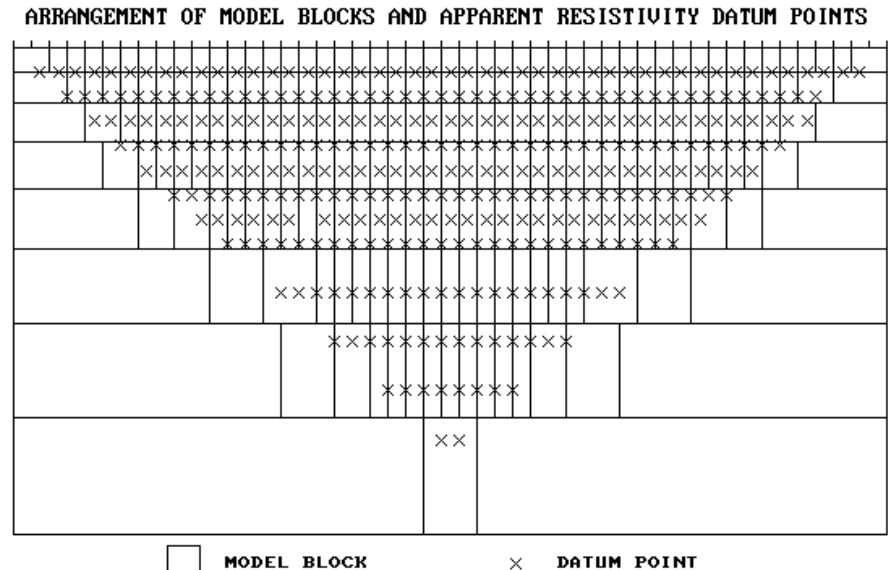 ARRANGEMENT OF MODEL BLOCKS AND APPARENT RESISTIVITY DATUM POINTS
MODEL BLOCK
DATUM POINT